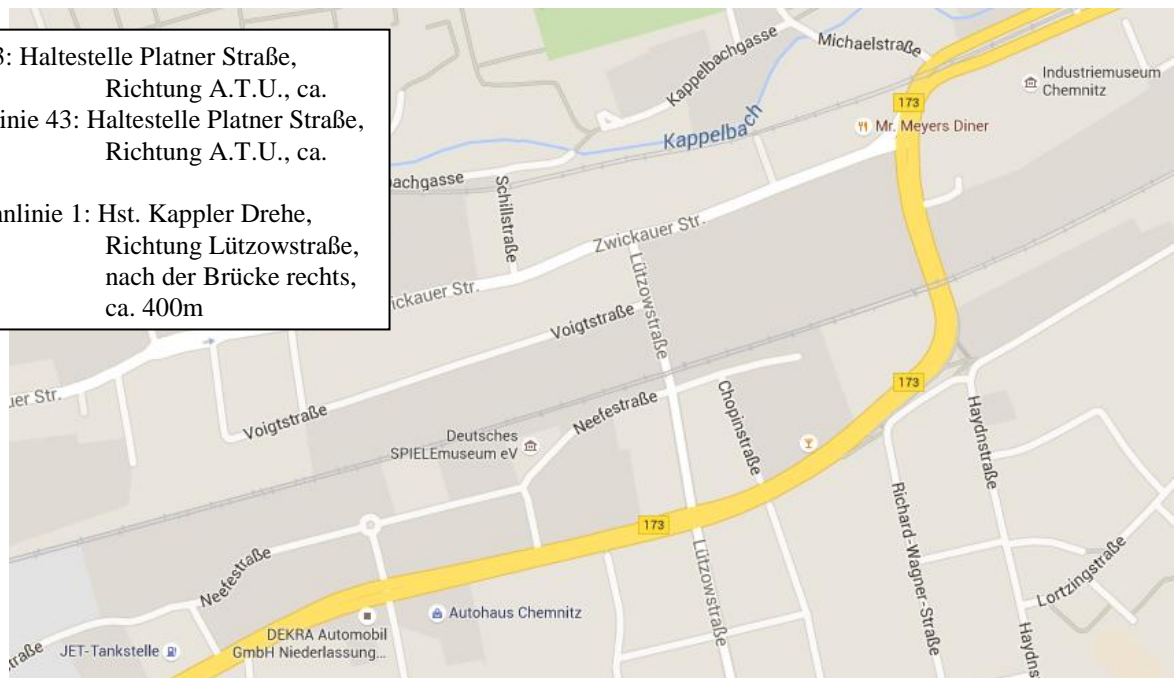 3: Haltestelle Platner Straße,
Richtung A.T.U., ca.
inie 43: Haltestelle Platner Straße,
Richtung A.T.U., ca.
nnlinie 1: Hst. Kappler Drehe,
Richtung Lützowstraße,
nach der Brücke rechts,
ca. 400m
Michaelstraße
Kappelbachgasse
Industriemuseum
Chemnitz
173
Mr. Meyers Diner
Kappelbach
bachgasse
Schillstraße
Zwickauer Str.
Lützowstraße
wickauer Str.
Voigtstraße
uer Str.
173
Neefestraße
Chopinstraße
Haydnstraße
Voigtstraße
Deutsches
SPIELEmuseum eV
Richard-Wagner-Straße
173
Lützowstraße
Neefestraße
Lortzingstraße
Autohaus Chemnitz
DEKRA Automobil
GmbH Niederlassung...
JET-Tankstelle
traße
Haydns